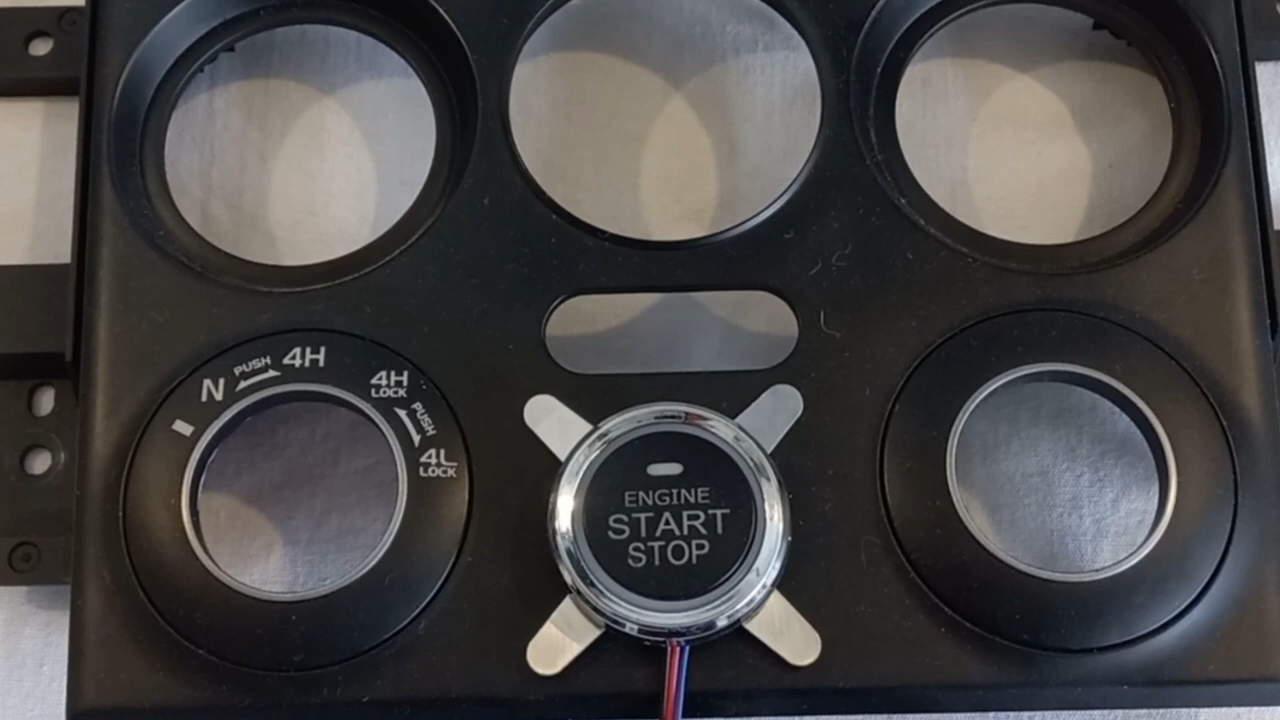 N
PUSH
4H
4H
LOCK
PUSH
4L
LOCK
ENGINE
START
STOP